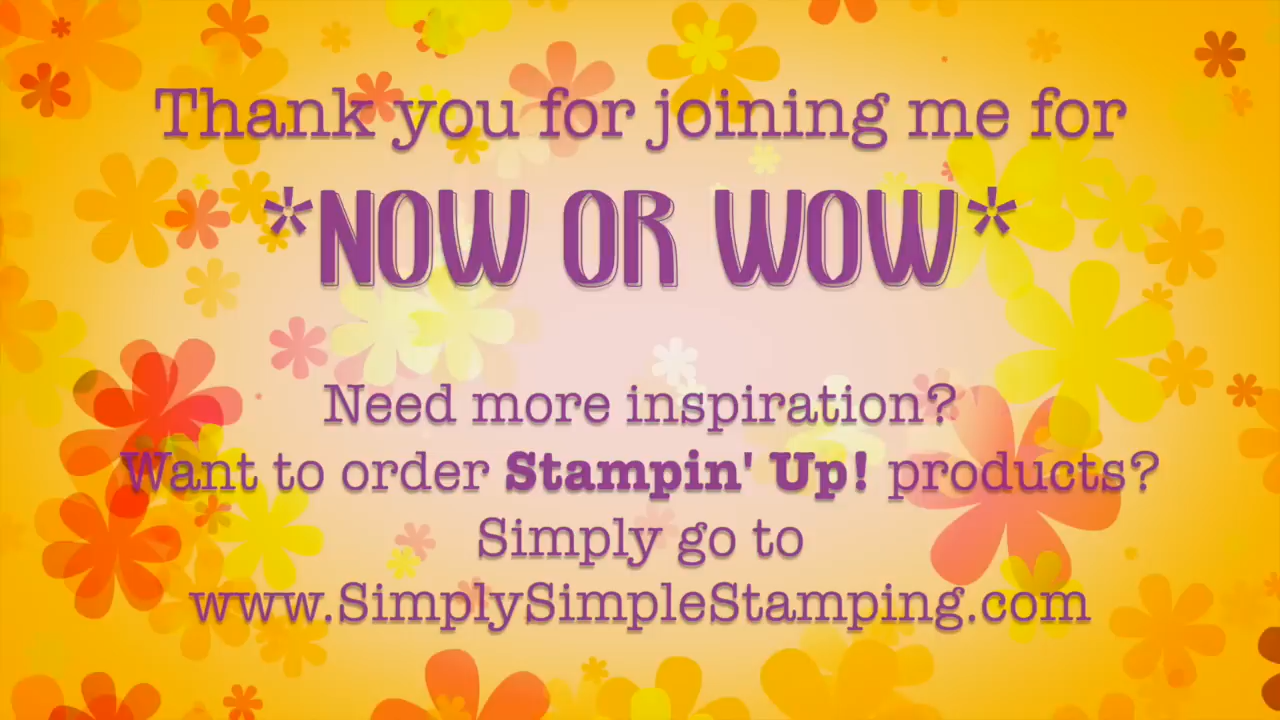 Thank you for joining me for
*NOW OR WOW*
Need more inspiration?
Want to order Stampin' Up! products?
Simply go to
www.SimplySimpleStamping.com